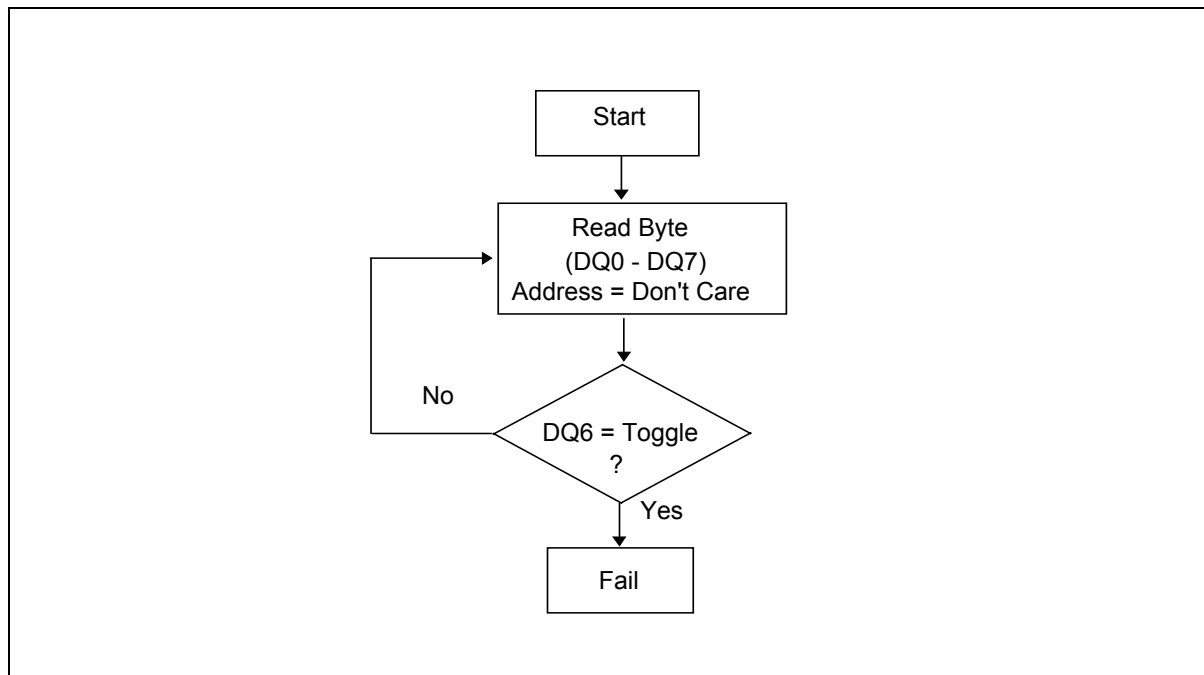 Start
Read Byte
(DQ0 - DQ7)
Address = Don't Care
No
DQ6 = Toggle
?
Yes
Fail